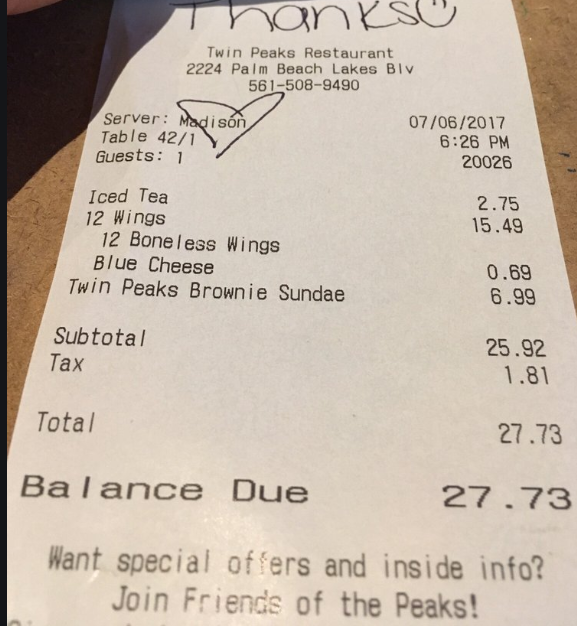 Thanks
Twin Peaks Restaurant
2224 Palm Beach Lakes Blv
561-508-9490
Server: Madison 07/06/2017
Table 42/1 6:26 PM
Guests: 1 20026
Iced Tea 2.75
12 Wings 15.49
12 Boneless Wings
Blue Cheese 0.69
Twin Peaks Brownie Sundae 6.99
Subtotal 25.92
Tax 1.81
Total 27.73
Balance Due 27.73
Want special offers and inside info?
Join Friends of the Peaks!